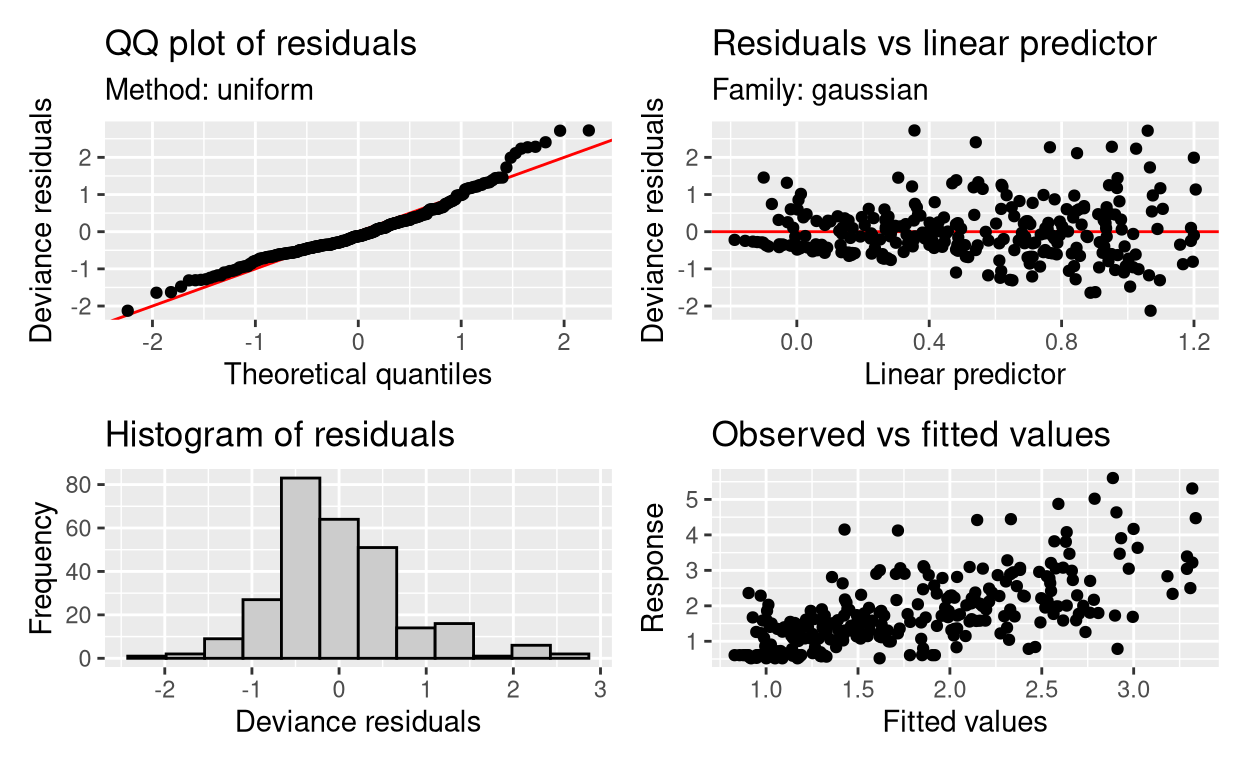 QQ plot of residuals
Method: uniform
Deviance residuals
2
1
0
-1
-2
-2
-1
0
1
2
Theoretical quantiles
Residuals vs linear predictor
Family: gaussian
Deviance residuals
2
1
0
-1
-2
0.0
0.4
0.8
1.2
Linear predictor
Histogram of residuals
Frequency
80
60
40
20
0
-2
-1
0
1
2
3
Deviance residuals
Observed vs fitted values
Response
5
4
3
2
1
1.0
1.5
2.0
2.5
3.0
Fitted values